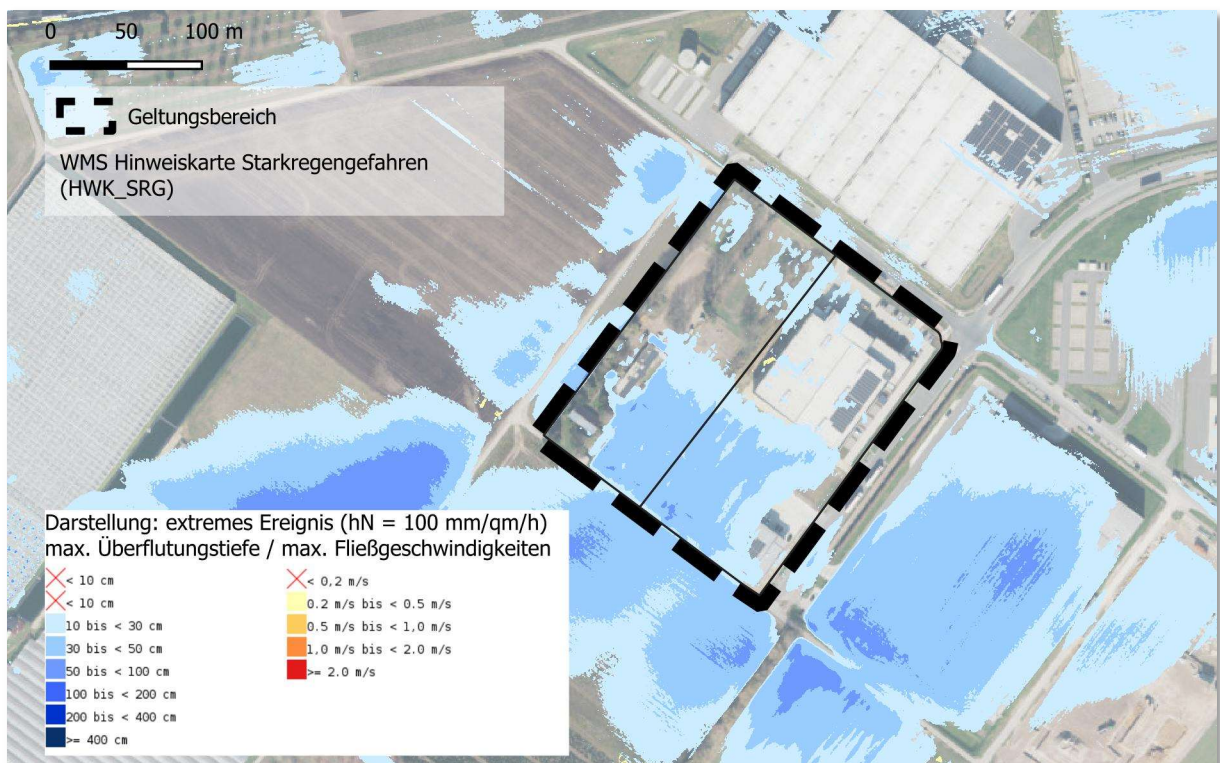 0 50 100 m
Geltungsbereich
WMS Hinweiskarte Starkregengefahren
(HWK_SRG)
Darstellung: extremes Ereignis (hN = 100 mm/qm/h)
max. Überflutungstiefe / max. Fließgeschwindigkeiten
< 10 cm
< 10 cm
10 bis < 30 cm
30 bis < 50 cm
50 bis < 100 cm
100 bis < 200 cm
200 bis < 400 cm
>= 400 cm
< 0,2 m/s
0.2 m/s bis < 0.5 m/s
0.5 m/s bis < 1,0 m/s
1,0 m/s bis < 2.0 m/s
>= 2.0 m/s